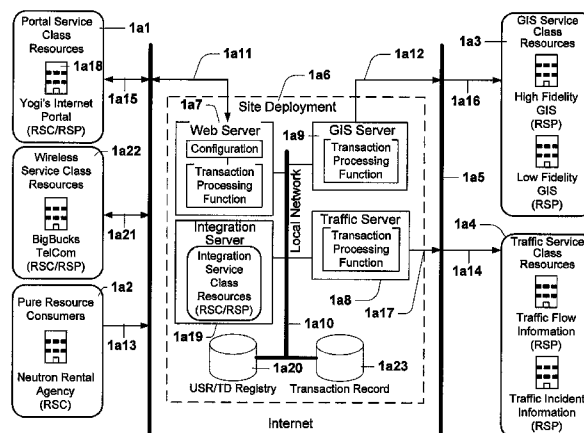 Portal Service
Class
Resources
1a18
Yogi's Internet
Portal
(RSC/RSP)
1a1
1a15
1a22
Wireless
Service Class
Resources
BigBucks
TelCom
(RSC/RSP)
1a21
1a2
Pure Resource
Consumers
1a13
Neutron Rental
Agency
(RSC)
1a11
1a6
1a12
Site Deployment
1a7
Web Server
Configuration
Transaction
Processing
Function
1a9
GIS Server
Transaction
Processing
Function
Local Network
Integration
Server
Integration
Service
Class
Resources
(RSC/RSP)
1a19
Traffic Server
Transaction
Processing
Function
1a8
1a17
1a10
1a20
1a23
USR/TD Registry
Transaction Record
Internet
1a3
GIS Service
Class
Resources
1a16
High Fidelity
GIS
(RSP)
Low Fidelity
GIS
(RSP)
1a5
1a4
Traffic Service
Class
Resources
1a14
Traffic Flow
Information
(RSP)
Traffic Incident
Information
(RSP)